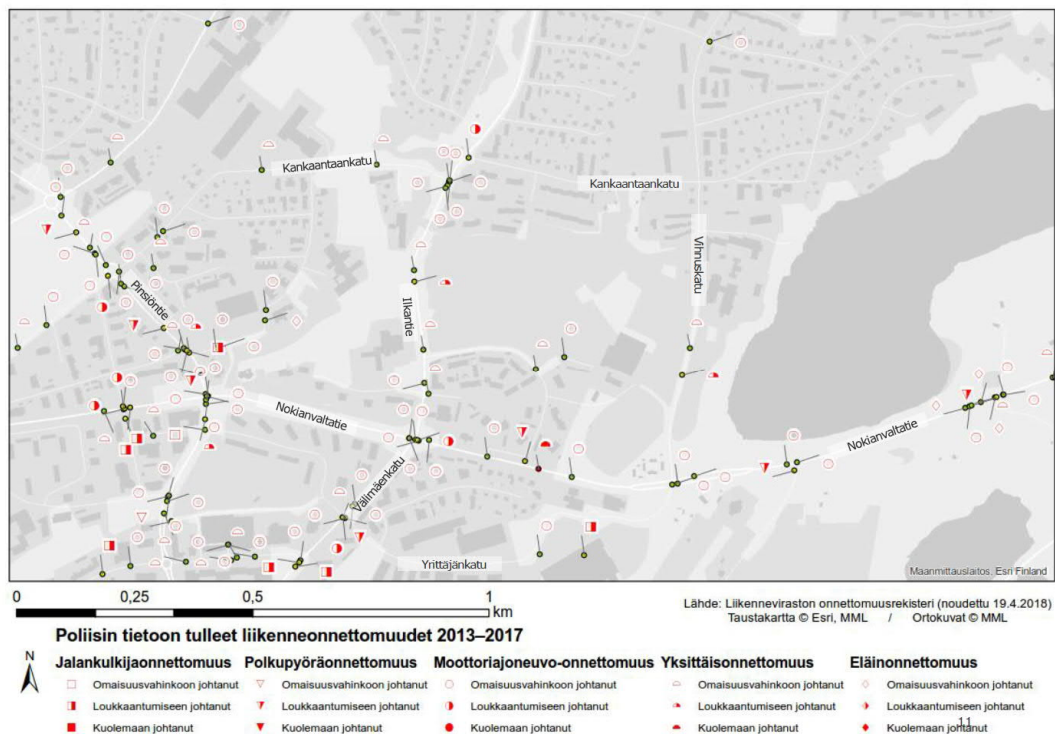 Kankaantaankatu
Kankaantaankatu
Vihnuskatu
Pinsiöntie
Ilkantie
Nokianvaltatie
Nokianvaltatie
Välimäenkatu
Yrittäjänkatu
Maanmittauslaitos, Esri Finland
0 0,25 0,5 1
km
Lähde: Liikenneviraston onnettomuusrekisteri (noudettu 19.4.2018)
Taustakartta © Esri, MML / Ortokuvat © MML
Poliisin tietoon tulleet liikenneonnettomuudet 2013–2017
N
Jalankulkijaonnettomuus Polkupyöräonnettomuus Moottoriajoneuvo-onnettomuus Yksittäisonnettomuus Eläinonnettomuus
Omaisuusvahinkoon johtanut Omaisuusvahinkoon johtanut Omaisuusvahinkoon johtanut Omaisuusvahinkoon johtanut Omaisuusvahinkoon johtanut
Loukkaantumiseen johtanut Loukkaantumiseen johtanut Loukkaantumiseen johtanut Loukkaantumiseen johtanut Loukkaantumiseen johtanut
Kuolemaan johtanut Kuolemaan johtanut Kuolemaan johtanut Kuolemaan johtanut Kuolemaan johtanut
11